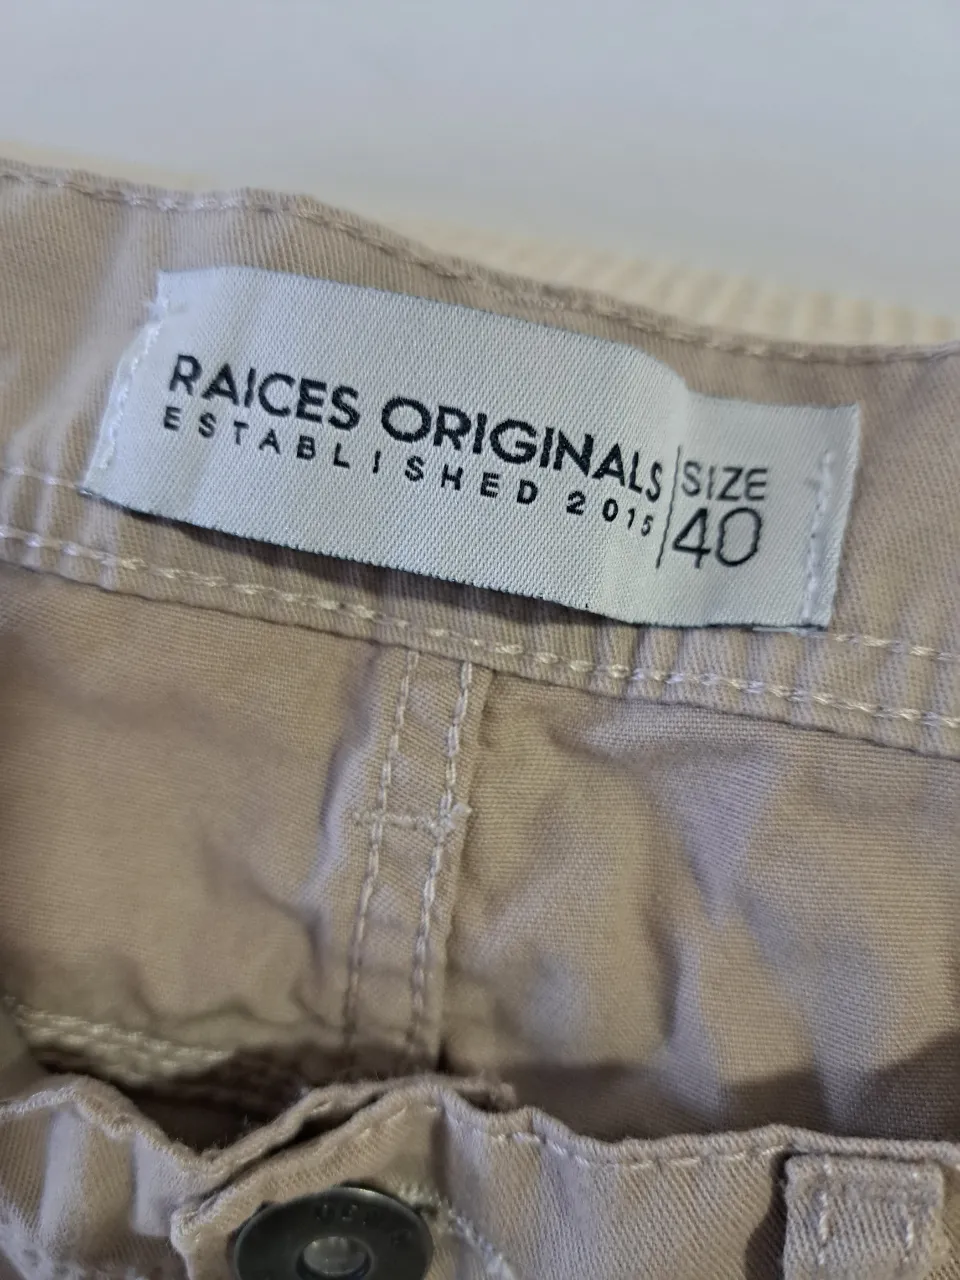 RAICES ORIGINALS
ESTABLISHED 2015
SIZE
40